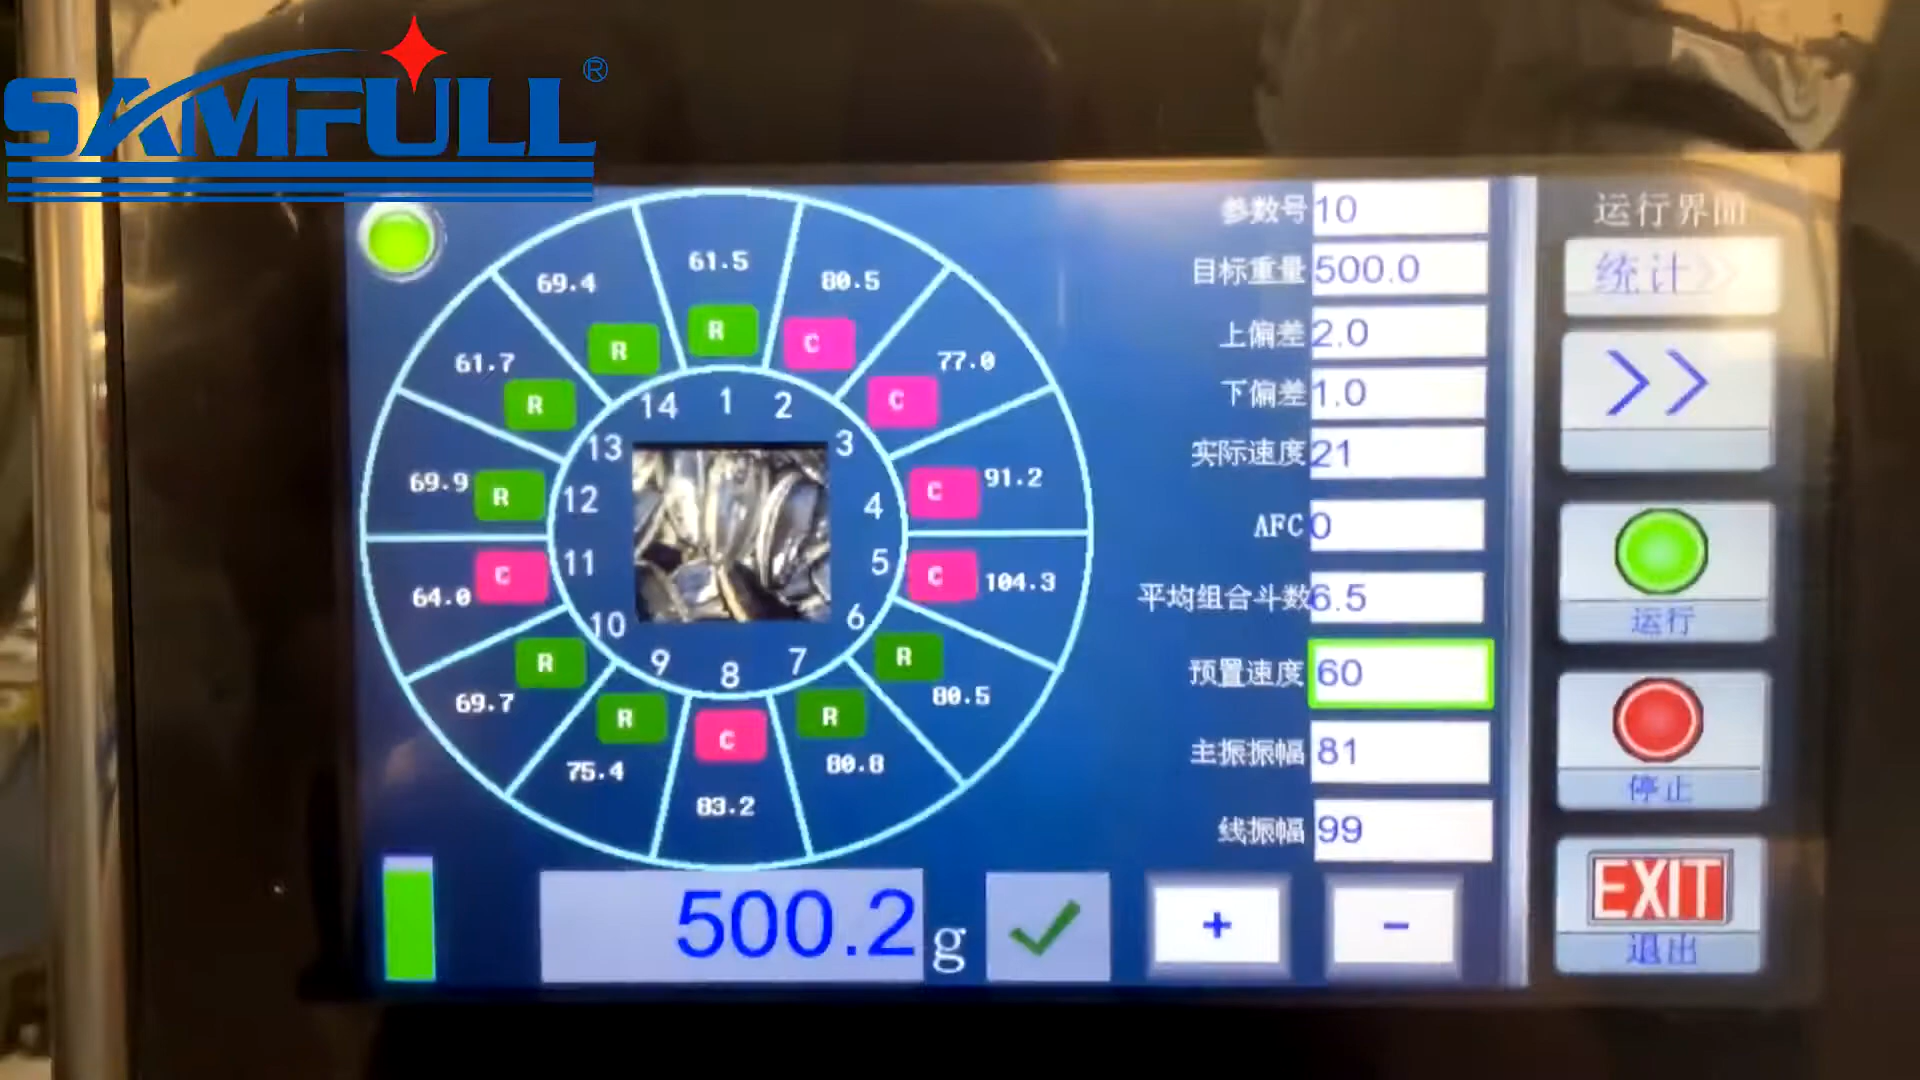 SAMFULL®
运行界面
参数号 10
统计>>
目标重量 500.0
上偏差 2.0
>>
下偏差 1.0
实际速度 21
AFC 0
运行
平均组合斗数 6.5
预置速度 60
停止
主振振幅 81
线振幅 99
EXIT
退出
61.5 R 1
80.5 C 2
77.0 C 3
91.2 C 4
104.3 C 5
80.5 R 6
80.8 R 7
83.2 C 8
75.4 R 9
69.7 R 10
64.0 C 11
69.9 R 12
61.7 R 13
69.4 R 14
500.2 g
+ -